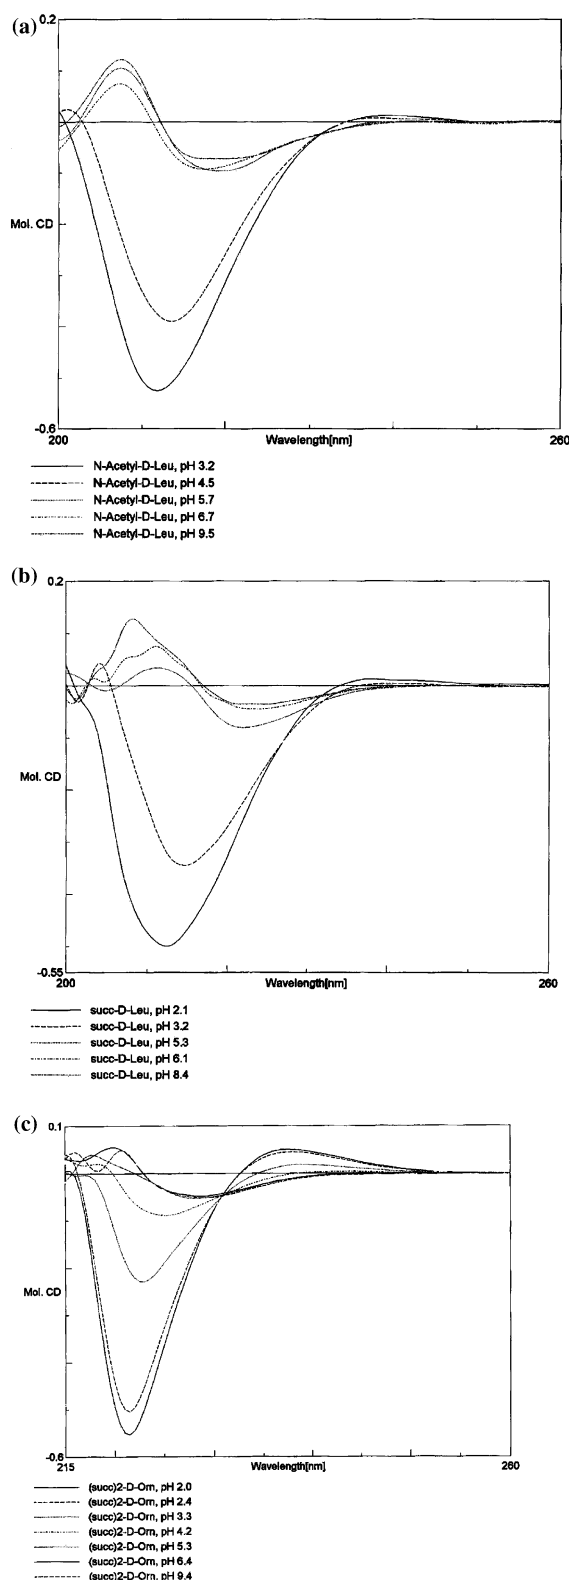 (a)
0.2
Mol. CD
-0.6
200
Wavelength[nm]
260
N-Acetyl-D-Leu, pH 3.2
N-Acetyl-D-Leu, pH 4.5
N-Acetyl-D-Leu, pH 5.7
N-Acetyl-D-Leu, pH 6.7
N-Acetyl-D-Leu, pH 9.5
(b)
0.2
Mol. CD
-0.55
200
Wavelength[nm]
260
succ-D-Leu, pH 2.1
succ-D-Leu, pH 3.2
succ-D-Leu, pH 5.3
succ-D-Leu, pH 6.1
succ-D-Leu, pH 8.4
(c)
0.1
Mol. CD
-0.6
215
Wavelength[nm]
260
(succ)2-D-Orn, pH 2.0
(succ)2-D-Orn, pH 2.4
(succ)2-D-Orn, pH 3.3
(succ)2-D-Orn, pH 4.2
(succ)2-D-Orn, pH 5.3
(succ)2-D-Orn, pH 6.4
(succ)2-D-Orn, pH 9.4